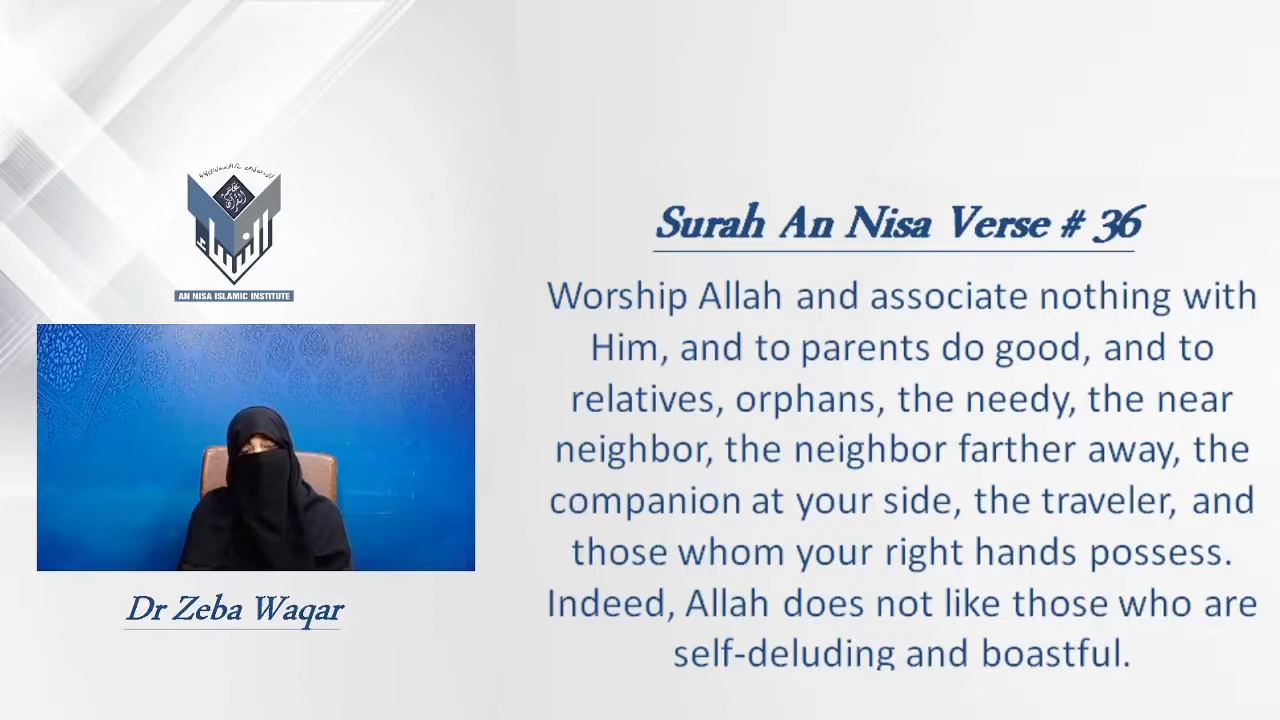 النساء
AN NISA ISLAMIC INSTITUTE
Dr Zeba Waqar
Surah An Nisa Verse # 36
Worship Allah and associate nothing with
Him, and to parents do good, and to
relatives, orphans, the needy, the near
neighbor, the neighbor farther away, the
companion at your side, the traveler, and
those whom your right hands possess.
Indeed, Allah does not like those who are
self-deluding and boastful.